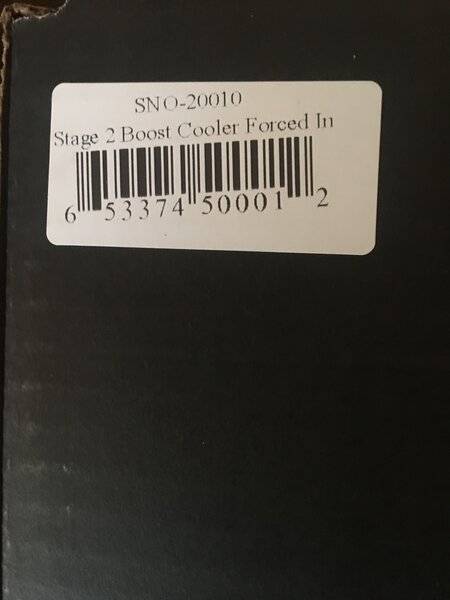 SNO-20010
Stage 2 Boost Cooler Forced In
6 53374 50001 2